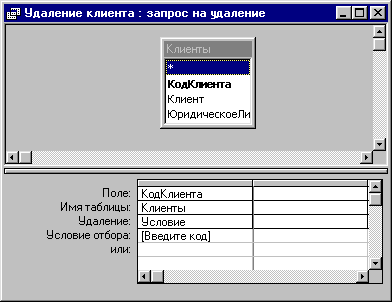 Удаление клиента : запрос на удаление
Клиенты
*
КодКлиента
Клиент
ЮридическоеЛи
Поле: КодКлиента
Имя таблицы: Клиенты
Удаление: Условие
Условие отбора: [Введите код]
или: